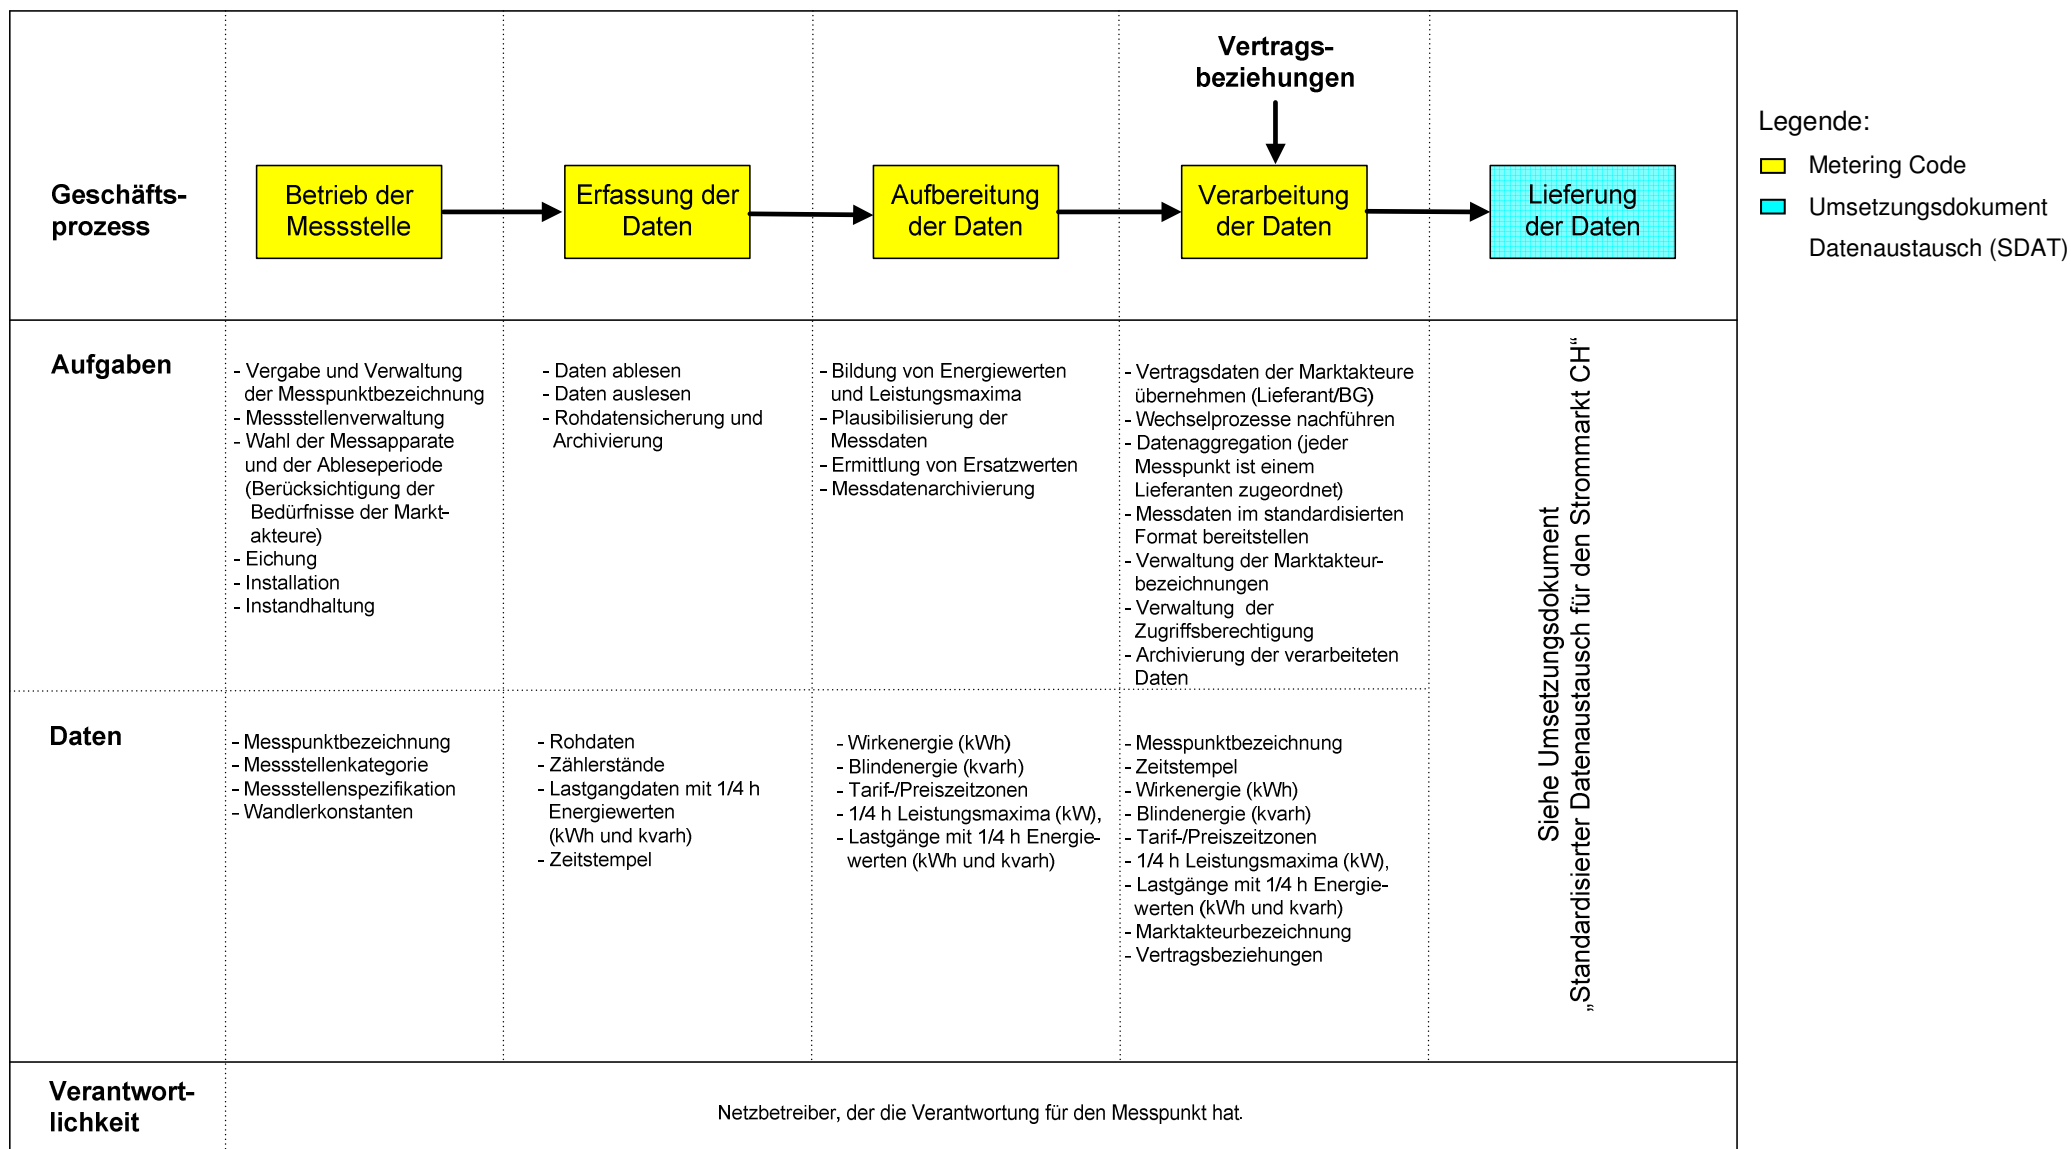 Vertrags-
beziehungen
Geschäfts-
prozess
Betrieb der
Messstelle
Erfassung der
Daten
Aufbereitung
der Daten
Verarbeitung
der Daten
Lieferung
der Daten
Legende:
Metering Code
Umsetzungsdokument
Datenaustausch (SDAT)
Aufgaben
- Vergabe und Verwaltung
der Messpunktbezeichnung
- Messstellenverwaltung
- Wahl der Messapparate
und der Ableseperiode
(Berücksichtigung der
Bedürfnisse der Markt-
akteure)
- Eichung
- Installation
- Instandhaltung
- Daten ablesen
- Daten auslesen
- Rohdatensicherung und
Archivierung
- Bildung von Energiewerten
und Leistungsmaxima
- Plausibilisierung der
Messdaten
- Ermittlung von Ersatzwerten
- Messdatenarchivierung
- Vertragsdaten der Marktakteure
übernehmen (Lieferant/BG)
- Wechselprozesse nachführen
- Datenaggregation (jeder
Messpunkt ist einem
Lieferanten zugeordnet)
- Messdaten im standardisierten
Format bereitstellen
- Verwaltung der Marktakteur-
bezeichnungen
- Verwaltung der
Zugriffsberechtigung
- Archivierung der verarbeiteten
Daten
Siehe Umsetzungsdokument
„Standardisierter Datenaustausch für den Strommarkt CH“
Daten
- Messpunktbezeichnung
- Messstellenkategorie
- Messstellenspezifikation
- Wandlerkonstanten
- Rohdaten
- Zählerstände
- Lastgangdaten mit 1/4 h
Energiewerten
(kWh und kvarh)
- Zeitstempel
- Wirkenergie (kWh)
- Blindenergie (kvarh)
- Tarif-/Preiszeitzonen
- 1/4 h Leistungsmaxima (kW),
- Lastgänge mit 1/4 h Energie-
werten (kWh und kvarh)
- Messpunktbezeichnung
- Zeitstempel
- Wirkenergie (kWh)
- Blindenergie (kvarh)
- Tarif-/Preiszeitzonen
- 1/4 h Leistungsmaxima (kW),
- Lastgänge mit 1/4 h Energie-
werten (kWh und kvarh)
- Marktakteurbezeichnung
- Vertragsbeziehungen
Verantwort-
lichkeit
Netzbetreiber, der die Verantwortung für den Messpunkt hat.